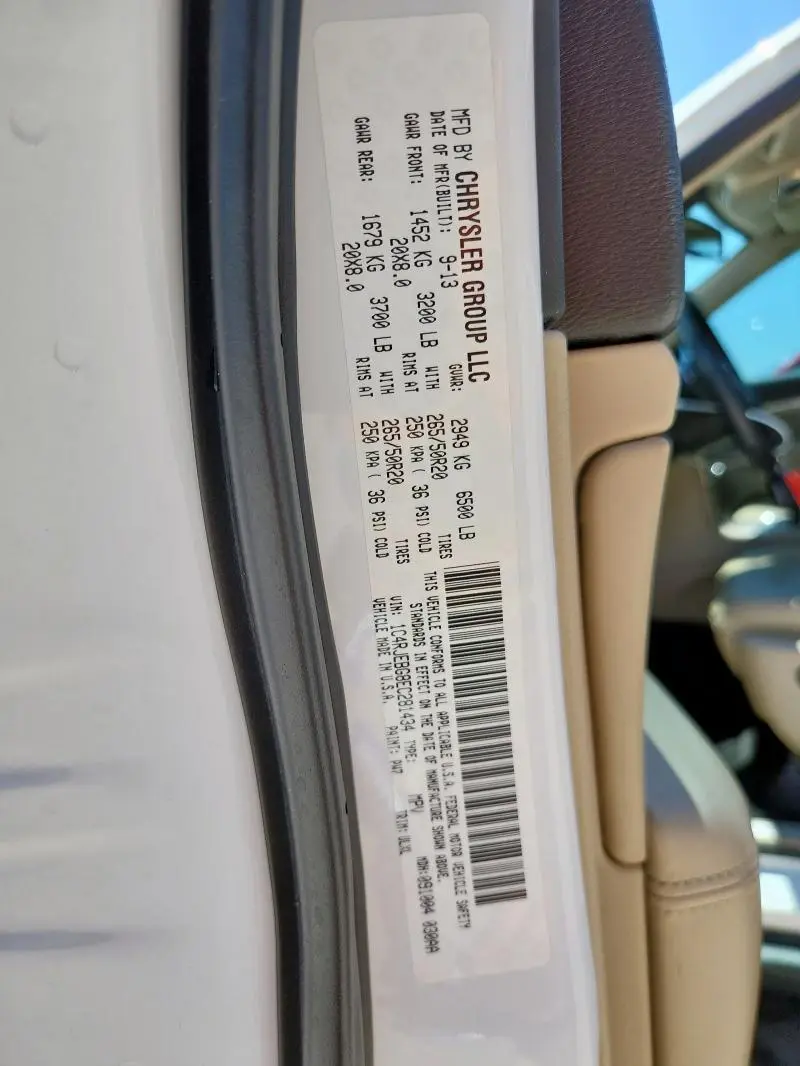 MFD BY CHRYSLER GROUP LLC
DATE OF MFR(BUILT): 9-13 GVWR: 2949 KG 6500 LB
GAWR FRONT: 1452 KG 3200 LB WITH 265/50R20 TIRES
20X8.0 RIMS AT 250 KPA ( 36 PSI) COLD
GAWR REAR: 1679 KG 3700 LB WITH 265/50R20 TIRES
20X8.0 RIMS AT 250 KPA ( 36 PSI) COLD
THIS VEHICLE CONFORMS TO ALL APPLICABLE U.S.A. FEDERAL MOTOR VEHICLE SAFETY
STANDARDS IN EFFECT ON THE DATE OF MANUFACTURE SHOWN ABOVE.
VIN: 1C4RJEBG8EC281434 TYPE: MPV MDH:091004 030AA
VEHICLE MADE IN U.S.A. PAINT: PW7 TRIM: ULXL